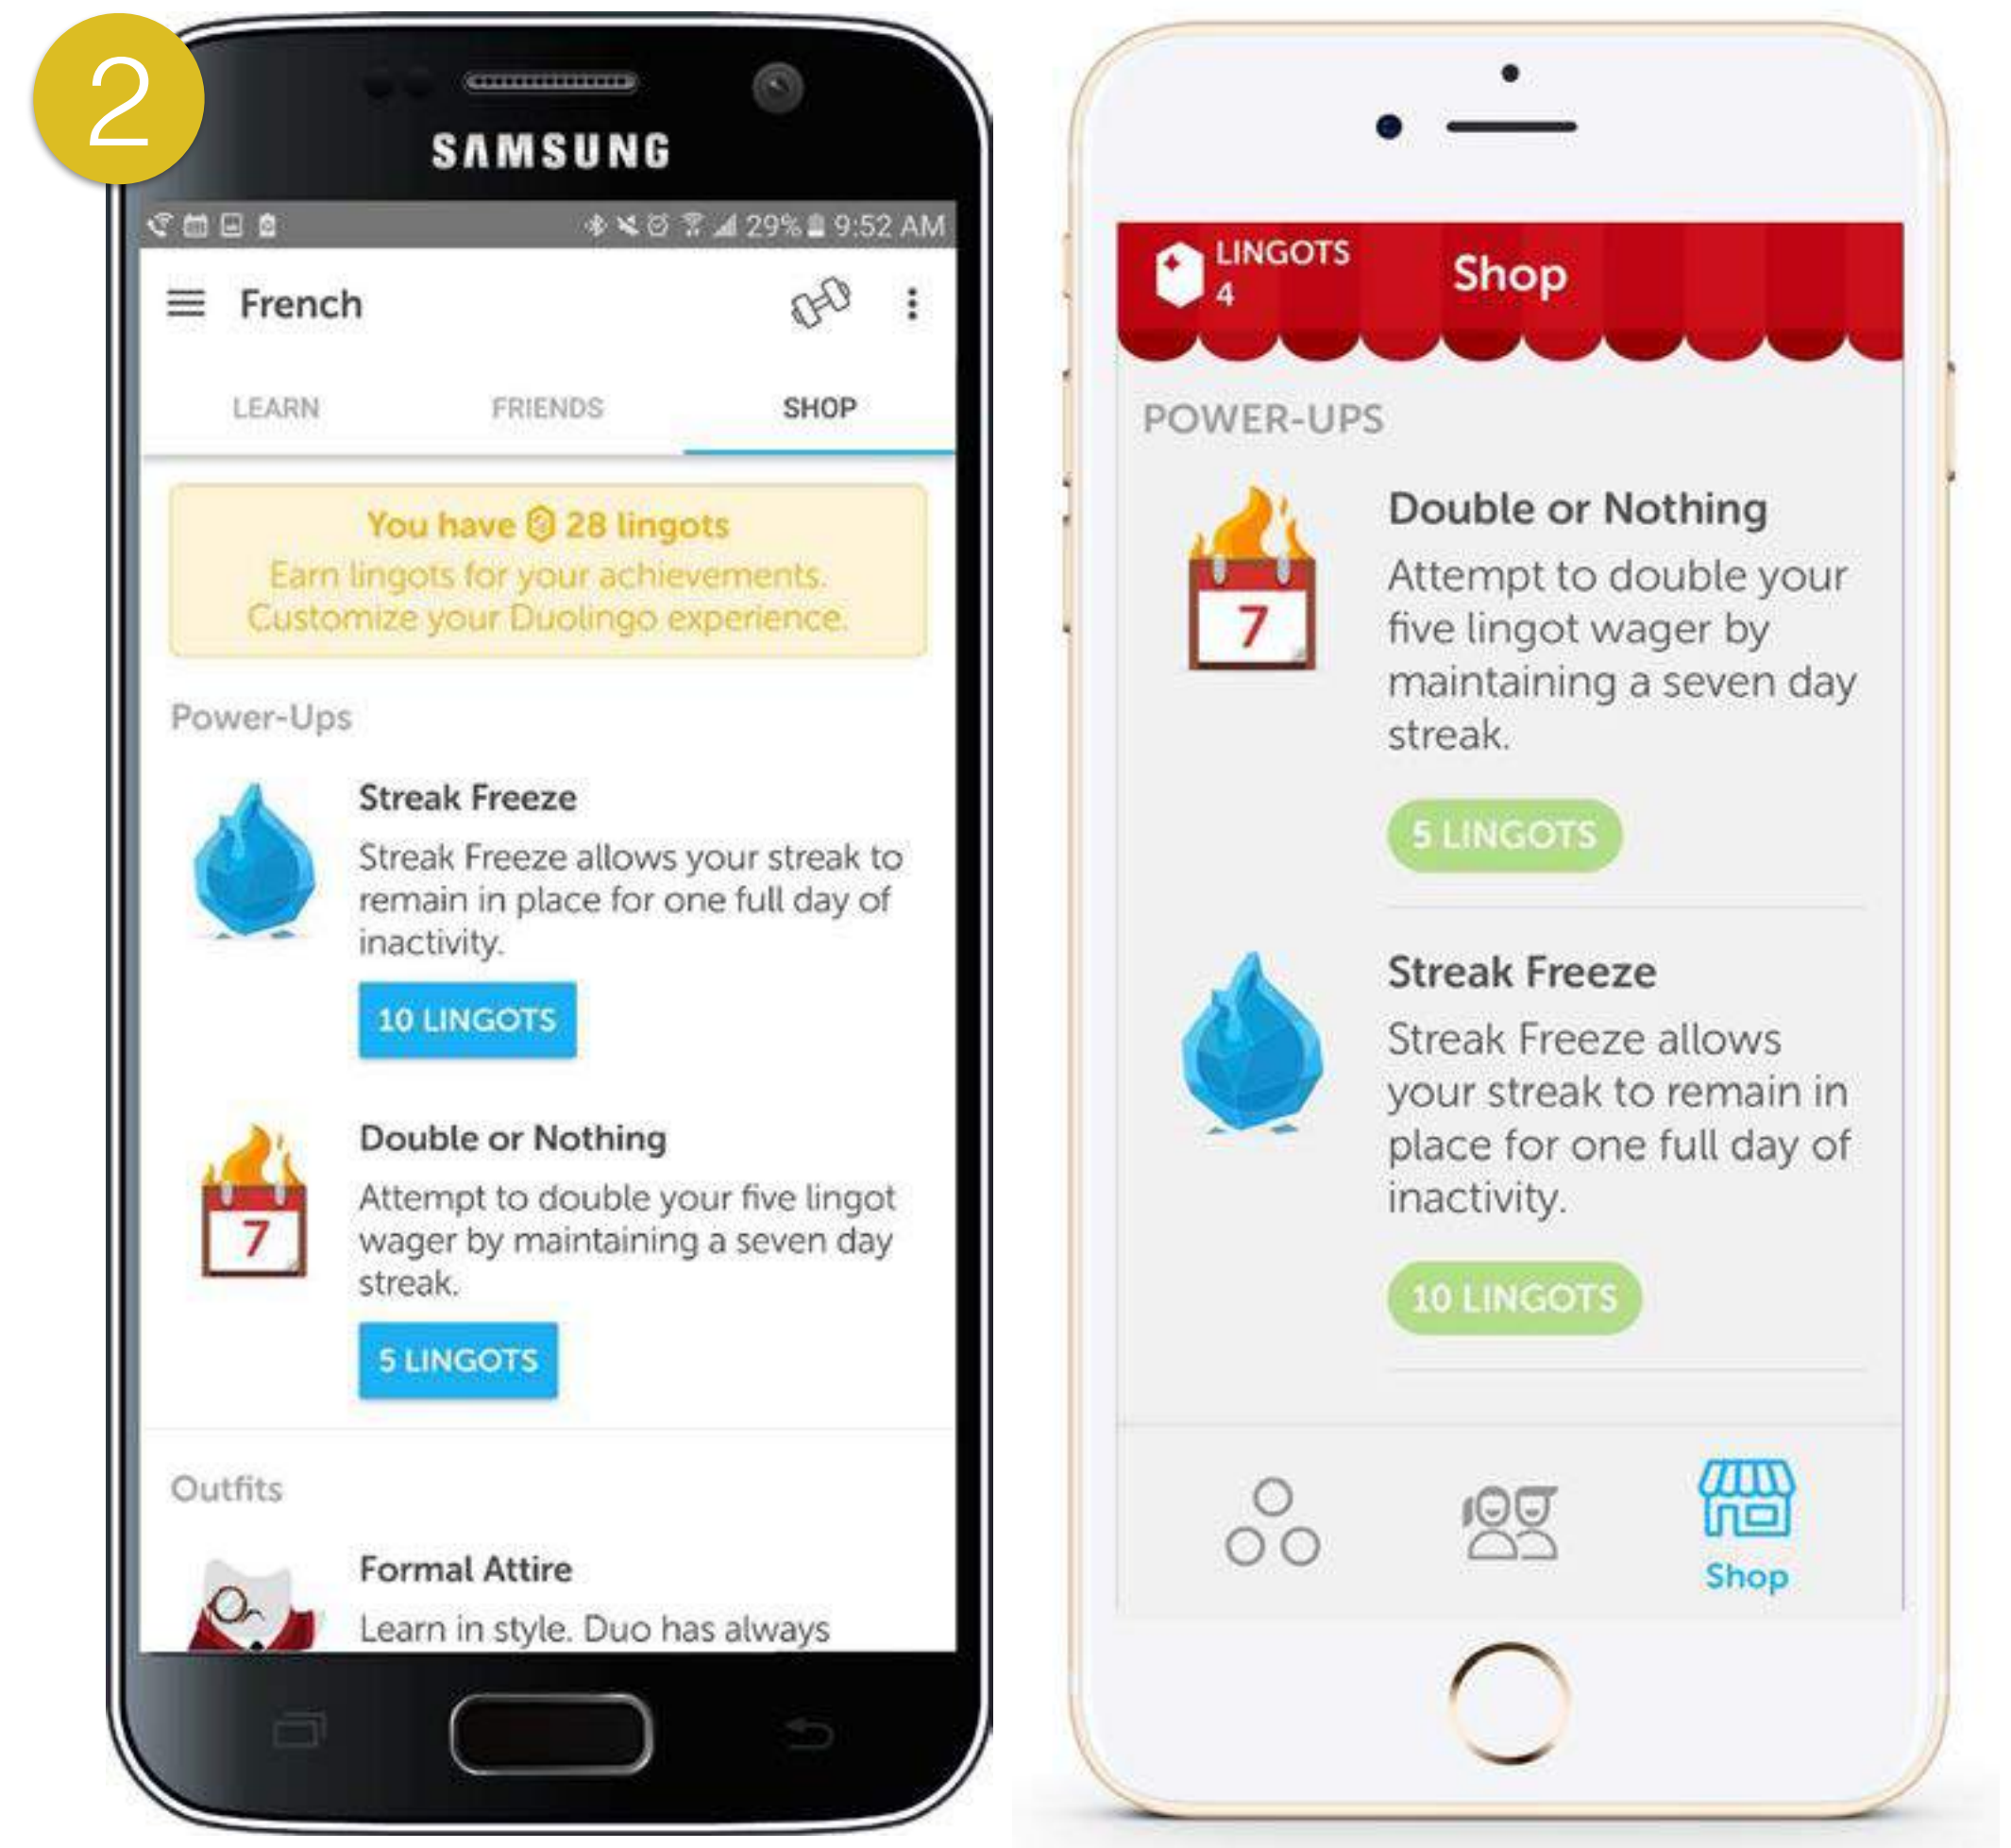 2
SAMSUNG
29% 9:52 AM
French
LEARN FRIENDS SHOP
You have 28 lingots
Earn lingots for your achievements.
Customize your Duolingo experience.
Power-Ups
Streak Freeze
Streak Freeze allows your streak to
remain in place for one full day of
inactivity.
10 LINGOTS
7
Double or Nothing
Attempt to double your five lingot
wager by maintaining a seven day
streak.
5 LINGOTS
Outfits
Formal Attire
Learn in style. Duo has always
LINGOTS
4
Shop
POWER-UPS
7
Double or Nothing
Attempt to double your
five lingot wager by
maintaining a seven day
streak.
5 LINGOTS
Streak Freeze
Streak Freeze allows
your streak to remain in
place for one full day of
inactivity.
10 LINGOTS
Shop